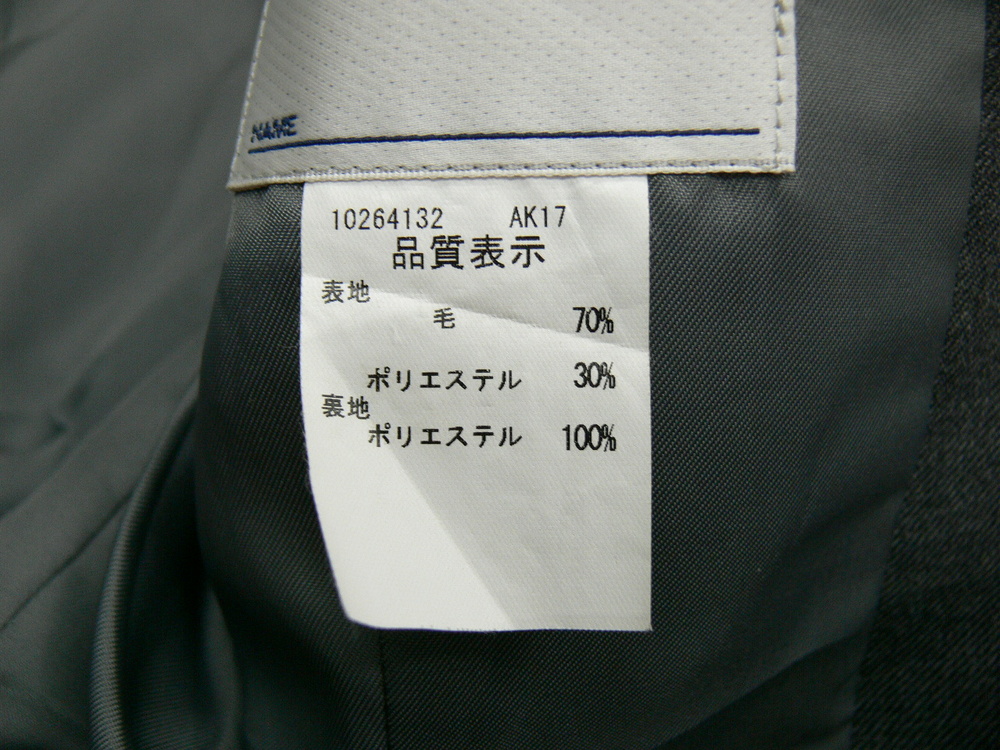 NAME
10264132 AK17
品質表示
表地
毛 70%
ポリエステル 30%
裏地
ポリエステル 100%